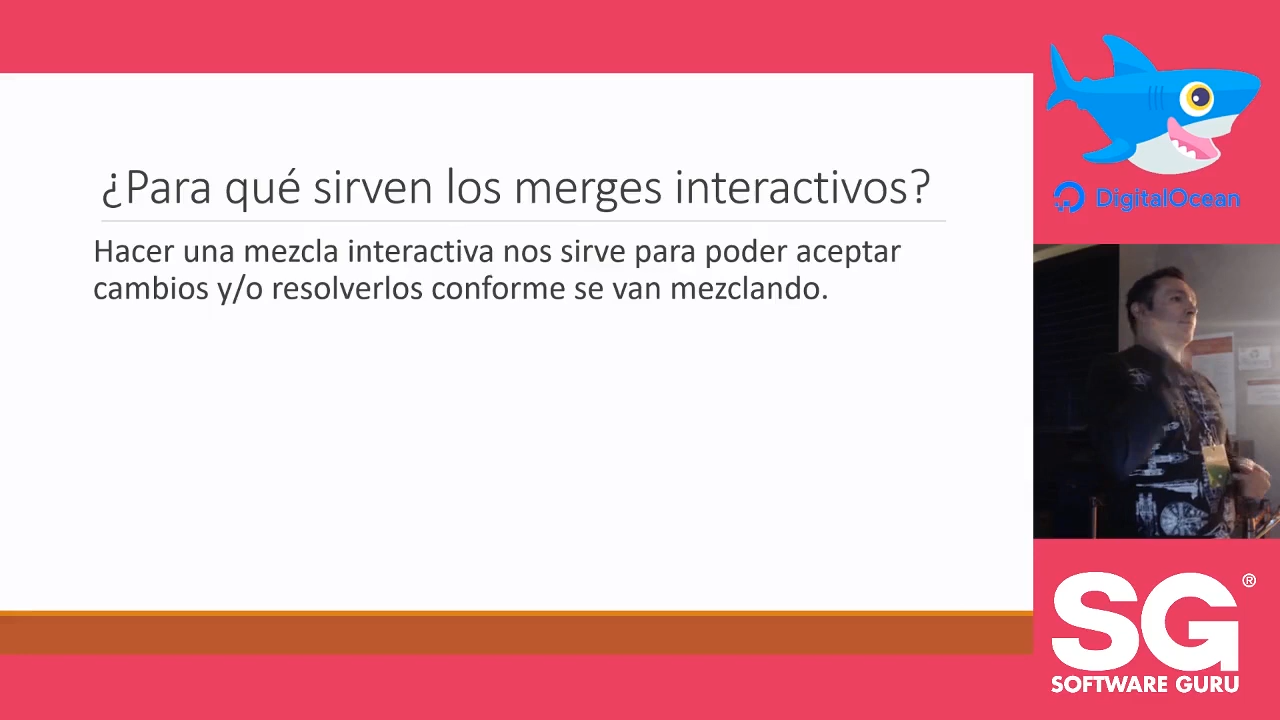 ¿Para qué sirven los merges interactivos?
Hacer una mezcla interactiva nos sirve para poder aceptar
cambios y/o resolverlos conforme se van mezclando.
DigitalOcean
SG®
SOFTWARE GURU